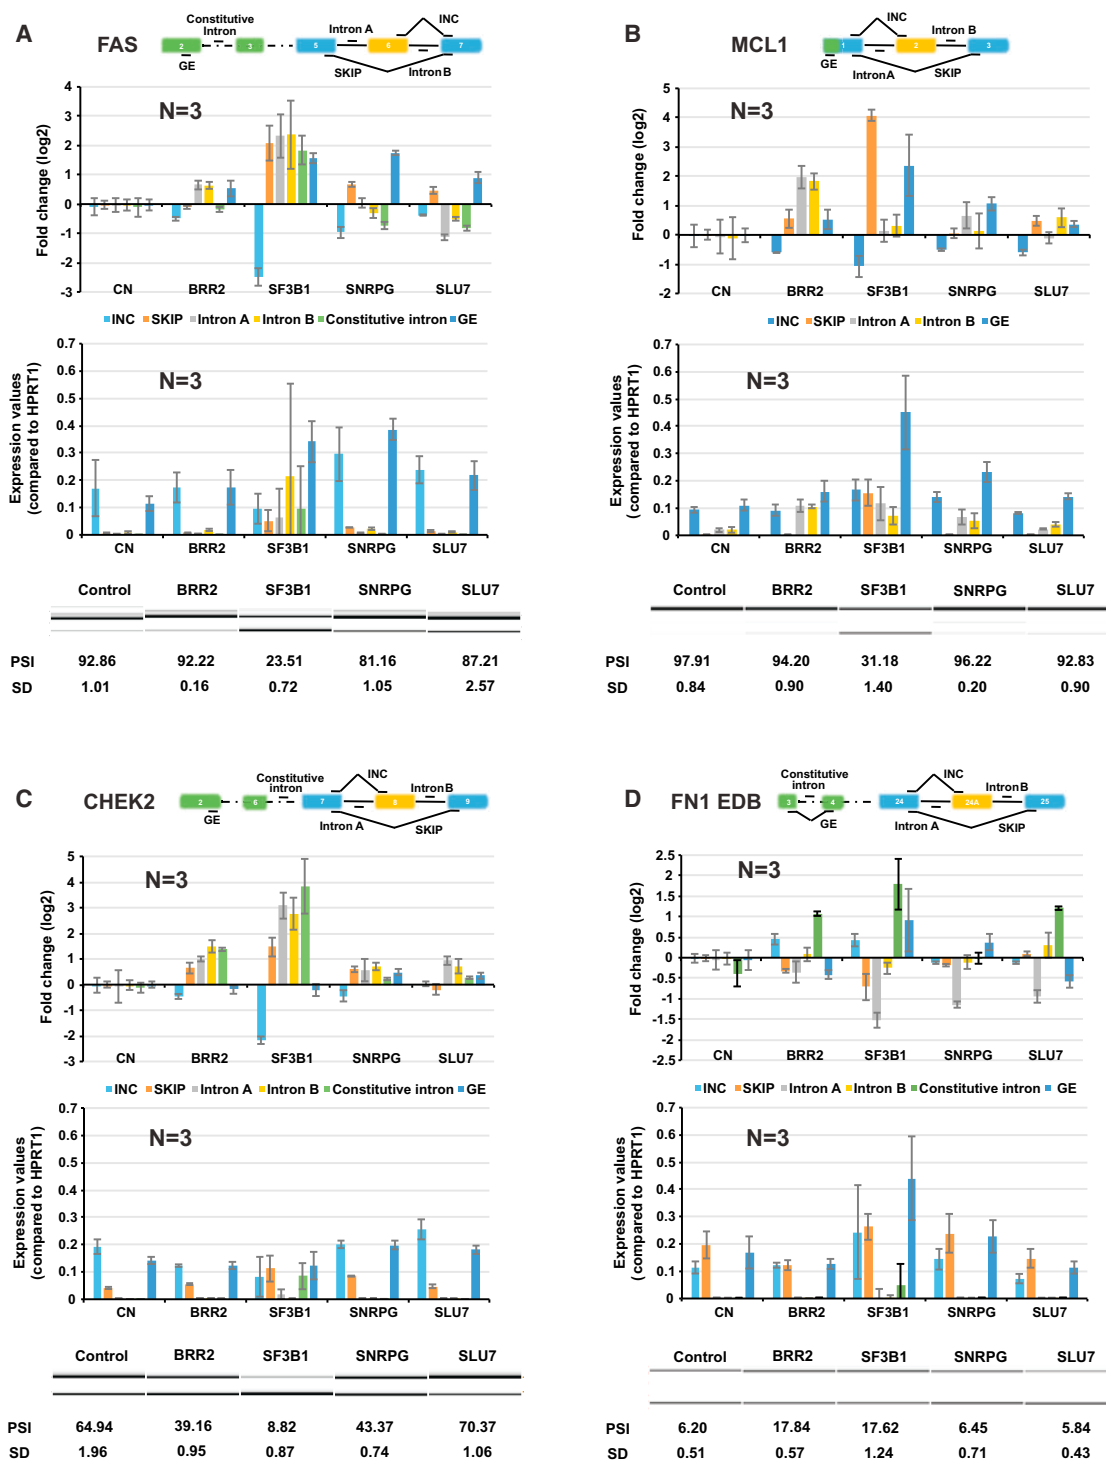 A
FAS
Constitutive
Intron
2
3
GE
Intron A
INC
5
6
7
SKIP
Intron B
N=3
Fold change (log2)
4
3
2
1
0
-1
-2
-3
CN
BRR2
SF3B1
SNRPG
SLU7
INC SKIP Intron A Intron B Constitutive intron GE
N=3
Expression values
(compared to HPRT1)
0.7
0.6
0.5
0.4
0.3
0.2
0.1
0
CN
BRR2
SF3B1
SNRPG
SLU7
Control BRR2 SF3B1 SNRPG SLU7
PSI 92.86 92.22 23.51 81.16 87.21
SD 1.01 0.16 0.72 1.05 2.57
B
MCL1
INC
Intron B
1
2
3
GE
Intron A
SKIP
N=3
Fold change (log2)
5
4
3
2
1
0
-1
-2
CN
BRR2
SF3B1
SNRPG
SLU7
INC SKIP Intron A Intron B GE
N=3
Expression values
(compared to HPRT1)
0.7
0.6
0.5
0.4
0.3
0.2
0.1
0
CN
BRR2
SF3B1
SNRPG
SLU7
Control BRR2 SF3B1 SNRPG SLU7
PSI 97.91 94.20 31.18 96.22 92.83
SD 0.84 0.90 1.40 0.20 0.90
C
CHEK2
Constitutive
intron
INC
IntronB
2
6
7
8
9
GE
Intron A
SKIP
N=3
Fold change (log2)
5
4
3
2
1
0
-1
-2
-3
CN
BRR2
SF3B1
SNRPG
SLU7
INC SKIP Intron A Intron B Constitutive intron GE
N=3
Expression values
(compared to HPRT1)
0.7
0.6
0.5
0.4
0.3
0.2
0.1
0
CN
BRR2
SF3B1
SNRPG
SLU7
Control BRR2 SF3B1 SNRPG SLU7
PSI 64.94 39.16 8.82 43.37 70.37
SD 1.96 0.95 0.87 0.74 1.06
D
FN1 EDB
Constitutive
intron
INC
IntronB
3
4
24
24A
25
GE
Intron A
SKIP
N=3
Fold change (log2)
2.5
2
1.5
1
0.5
0
-0.5
-1
-1.5
-2
-2.5
CN
BRR2
SF3B1
SNRPG
SLU7
INC SKIP Intron A Intron B Constitutive intron GE
N=3
Expression values
(compared to HPRT1)
0.7
0.6
0.5
0.4
0.3
0.2
0.1
0
CN
BRR2
SF3B1
SNRPG
SLU7
Control BRR2 SF3B1 SNRPG SLU7
PSI 6.20 17.84 17.62 6.45 5.84
SD 0.51 0.57 1.24 0.71 0.43